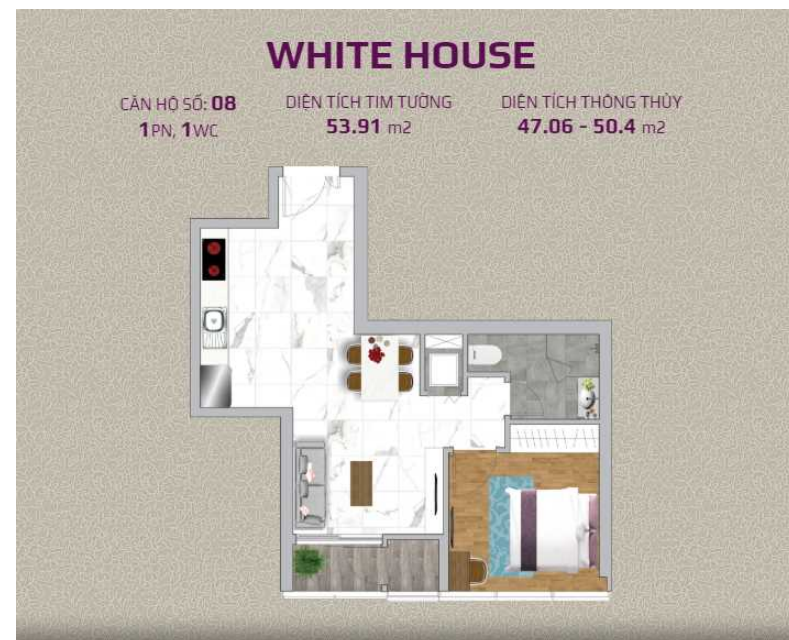 WHITE HOUSE
CĂN HỘ SỐ: 08
1PN, 1WC
DIỆN TÍCH TIM TƯỜNG
53.91 m2
DIỆN TÍCH THÔNG THỦY
47.06 - 50.4 m2